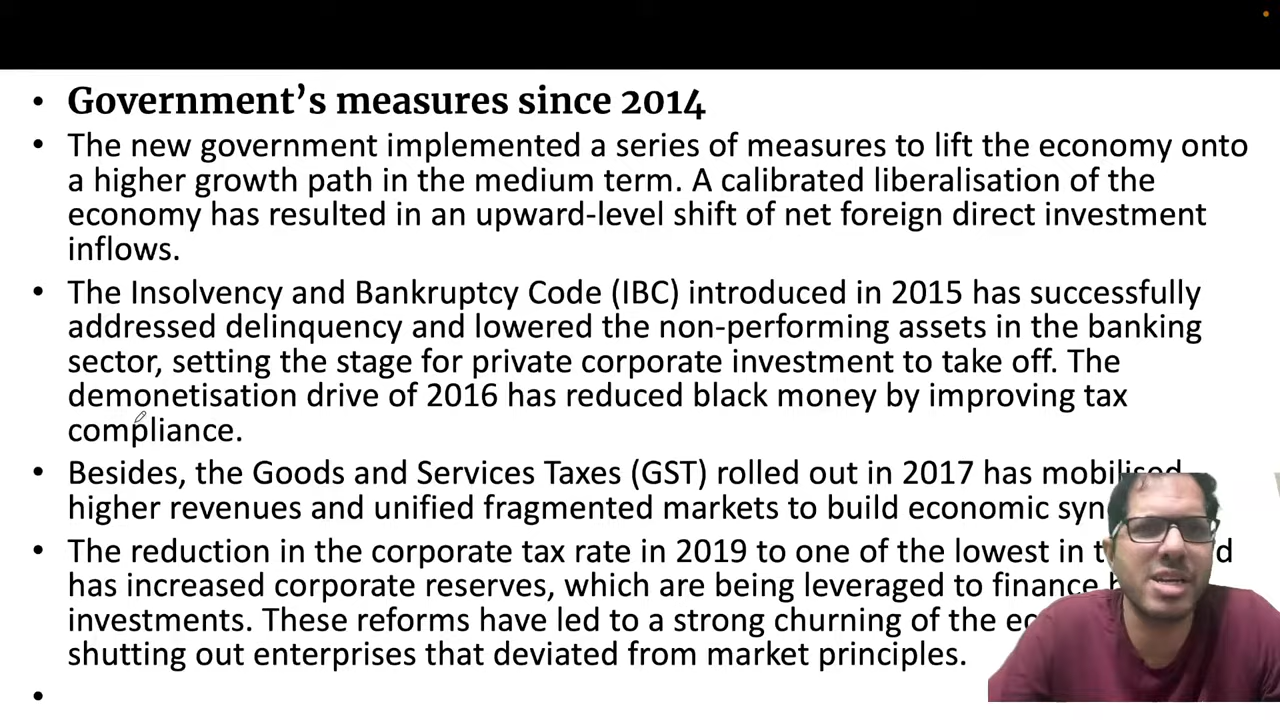 • Government’s measures since 2014
• The new government implemented a series of measures to lift the economy onto
a higher growth path in the medium term. A calibrated liberalisation of the
economy has resulted in an upward-level shift of net foreign direct investment
inflows.
• The Insolvency and Bankruptcy Code (IBC) introduced in 2015 has successfully
addressed delinquency and lowered the non-performing assets in the banking
sector, setting the stage for private corporate investment to take off. The
demonetisation drive of 2016 has reduced black money by improving tax
compliance.
• Besides, the Goods and Services Taxes (GST) rolled out in 2017 has mobilised
higher revenues and unified fragmented markets to build economic
• The reduction in the corporate tax rate in 2019 to one of the lowest in
has increased corporate reserves, which are being leveraged to finance
investments. These reforms have led to a strong churning of the
shutting out enterprises that deviated from market principles.
•